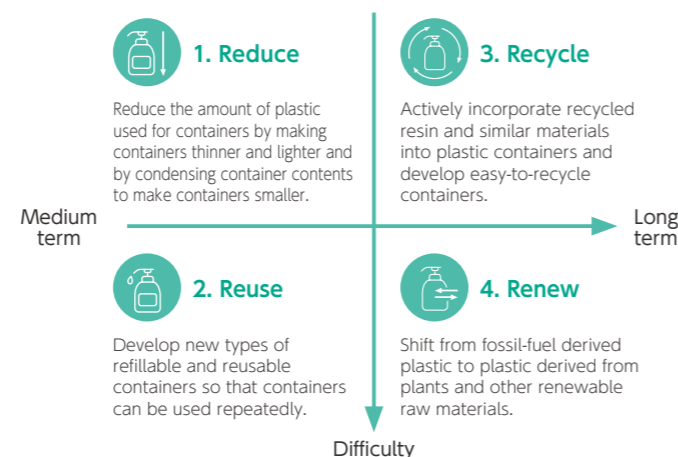 1. Reduce
Reduce the amount of plastic
used for containers by making
containers thinner and lighter and
by condensing container contents
to make containers smaller.
3. Recycle
Actively incorporate recycled
resin and similar materials
into plastic containers and
develop easy-to-recycle
containers.
Medium
term
Long
term
2. Reuse
Develop new types of
refillable and reusable
containers so that containers
can be used repeatedly.
4. Renew
Shift from fossil-fuel derived
plastic to plastic derived from
plants and other renewable
raw materials.
Difficulty